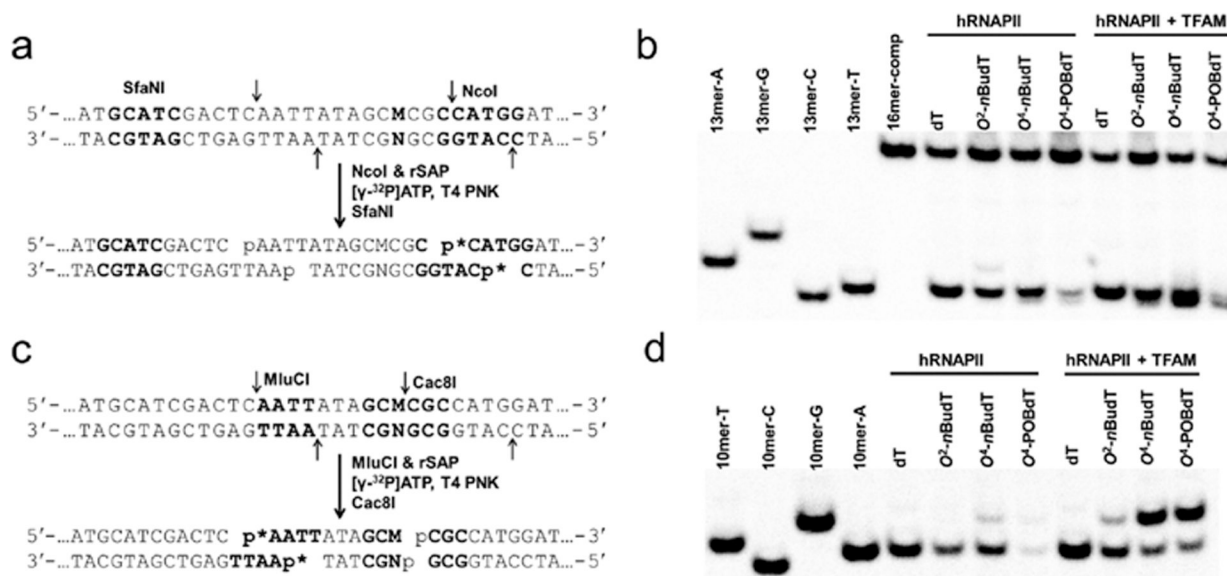 a
SfaNI
NcoI
5′-…ATGCATCGACTCAATTATAGCMCGCCATGGAT…-3′
3′-…TACGTAGCTGAGTTAATATCGNGCGGTACCTA…-5′
NcoI & rSAP
[γ-³²P]ATP, T4 PNK
SfaNI
5′-…ATGCATCGACTC pAATTATAGCMCGC p*CATGGAT…-3′
3′-…TACGTAGCTGAGTTAAp TATCGNGCGGTACp* CTA…-5′
b
hRNAPII
hRNAPII + TFAM
13mer-A
13mer-G
13mer-C
13mer-T
16mer-comp
dT
O²-nBudT
O⁴-nBudT
O⁴-POBdT
dT
O²-nBudT
O⁴-nBudT
O⁴-POBdT
c
MluCI
Cac8I
5′-…ATGCATCGACTCAATTATAGCMCGCCATGGAT…-3′
3′-…TACGTAGCTGAGTTAATATCGNGCGGTACCTA…-5′
MluCI & rSAP
[γ-³²P]ATP, T4 PNK
Cac8I
5′-…ATGCATCGACTC p*AATTATAGCM pCGCCATGGAT…-3′
3′-…TACGTAGCTGAGTTAAp* TATCGNp GCGGTACCTA…-5′
d
hRNAPII
hRNAPII + TFAM
10mer-T
10mer-C
10mer-G
10mer-A
dT
O²-nBudT
O⁴-nBudT
O⁴-POBdT
dT
O²-nBudT
O⁴-nBudT
O⁴-POBdT